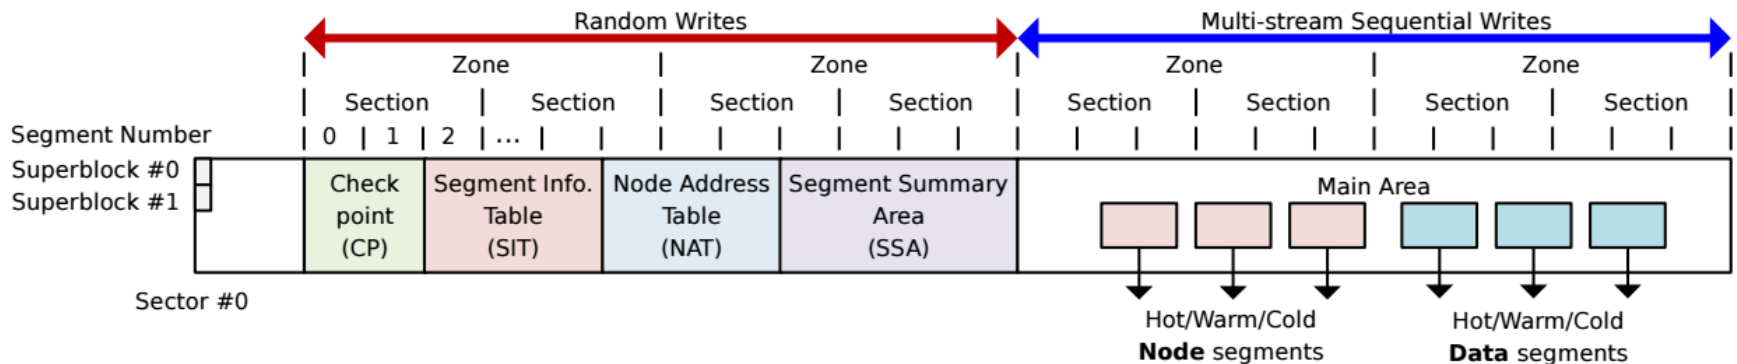 Random Writes
Multi-stream Sequential Writes
Zone
Zone
Zone
Zone
Section
Section
Section
Section
Section
Section
Section
Section
Segment Number
0
1
2
...
Superblock #0
Superblock #1
Check
point
(CP)
Segment Info.
Table
(SIT)
Node Address
Table
(NAT)
Segment Summary
Area
(SSA)
Main Area
Sector #0
Hot/Warm/Cold
Node segments
Hot/Warm/Cold
Data segments